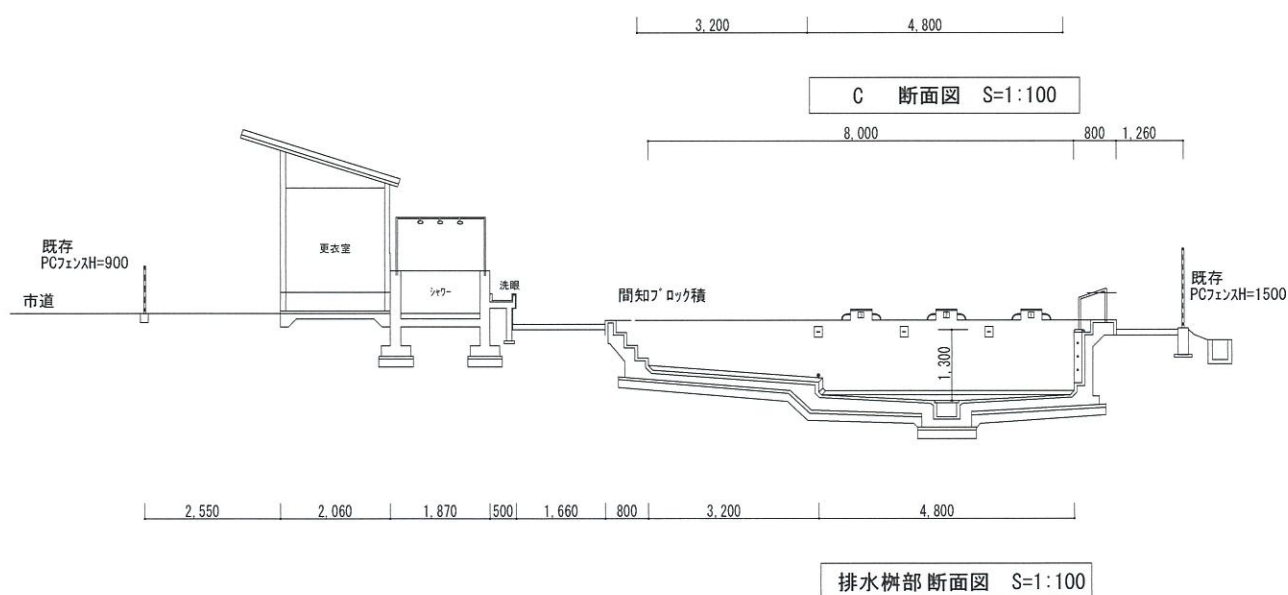 3,200 4,800
C 断面図 S=1:100
8,000 800 1,260
更衣室
既存
PCフェンスH=900
シャワー
洗眼
市道
間知ブロック積
既存
PCフェンスH=1500
1,300
2,550 2,060 1,870 500 1,660 800 3,200 4,800
排水桝部 断面図 S=1:100